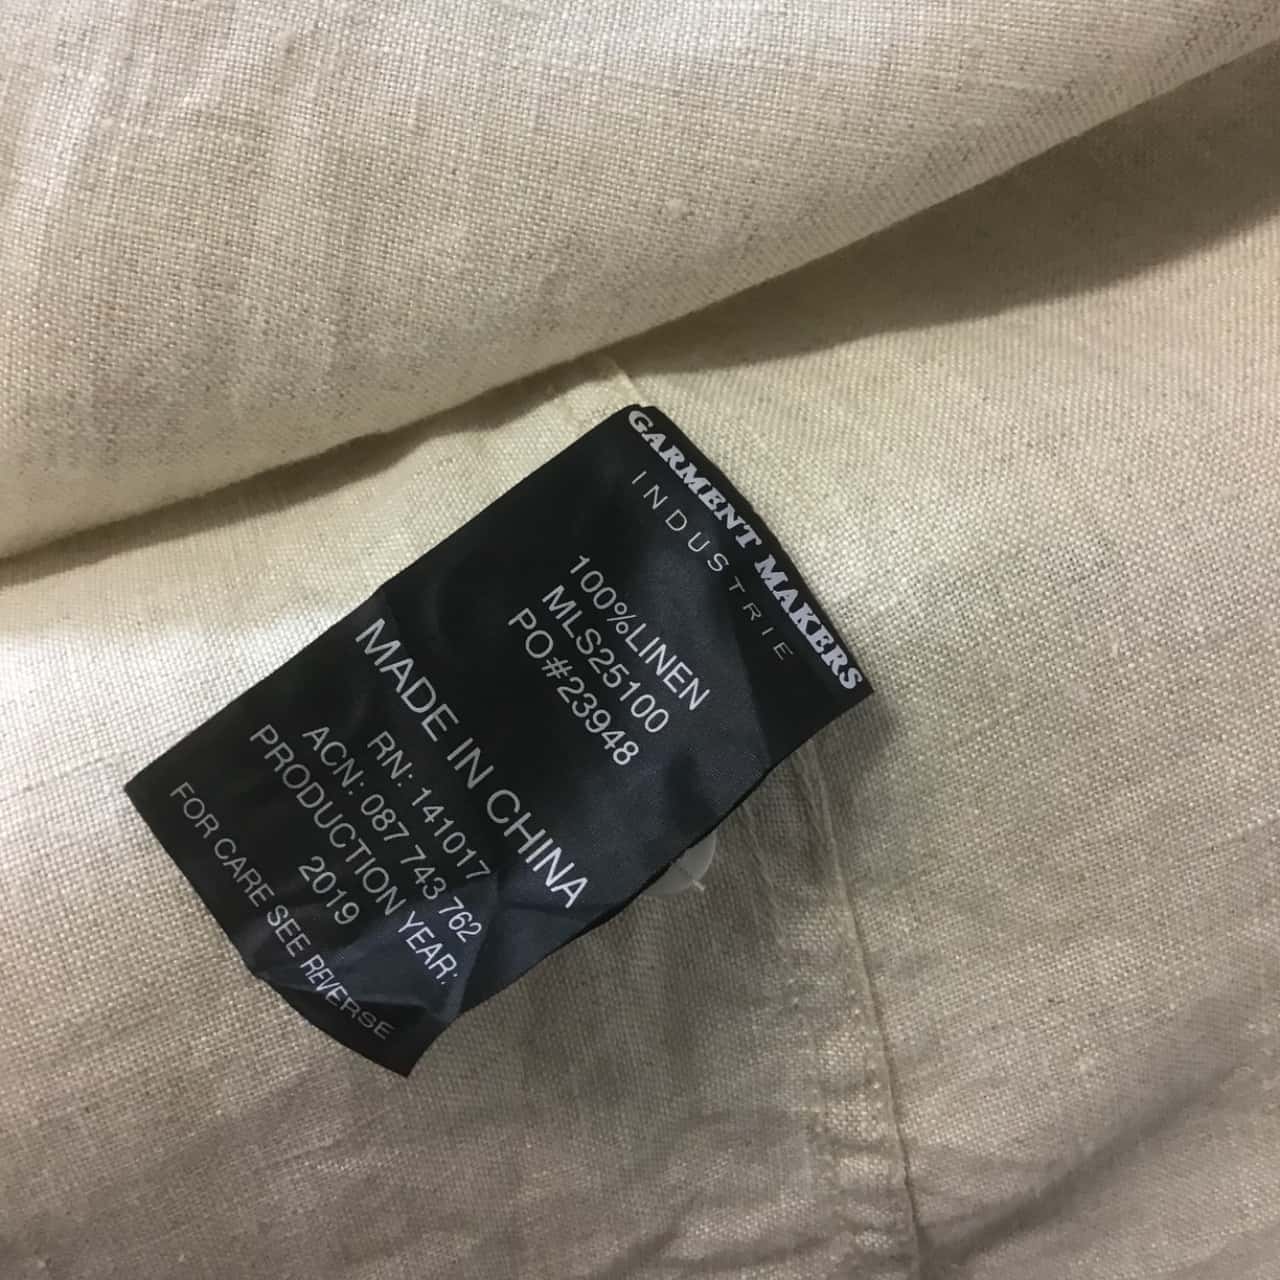 GARMENT MAKERS
INDUSTRIE
100%LINEN
MLS25100
PO#23948
MADE IN CHINA
RN: 141017
ACN: 087 743 762
PRODUCTION YEAR:
2019
FOR CARE SEE REVERSE